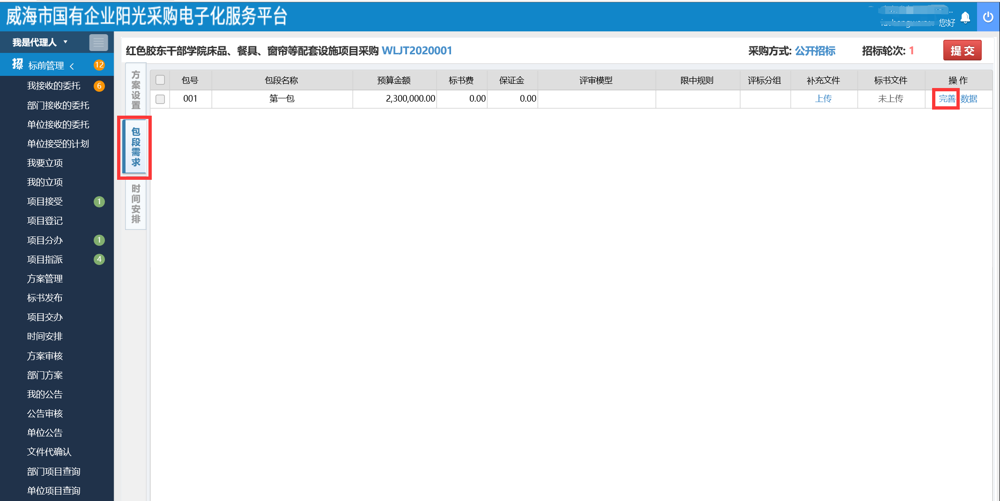 威海市国有企业阳光采购电子化服务平台
您好
我是代理人
招 标前管理 12
我接收的委托 6
部门接收的委托
单位接收的委托
单位接受的计划
我要立项
我的立项
项目接受 1
项目登记
项目分办 1
项目指派 4
方案管理
标书发布
项目交办
时间安排
方案审核
部门方案
我的公告
公告审核
单位公告
文件代确认
部门项目查询
单位项目查询
红色胶东干部学院床品、餐具、窗帘等配套设施项目采购 WLJT2020001
采购方式: 公开招标 招标轮次: 1 提 交
方案设置
包段需求
时间安排
包号 包段名称 预算金额 标书费 保证金 评审模型 限中规则 评标分组 补充文件 标书文件 操 作
001 第一包 2,300,000.00 0.00 0.00 上传 未上传 完善 数据